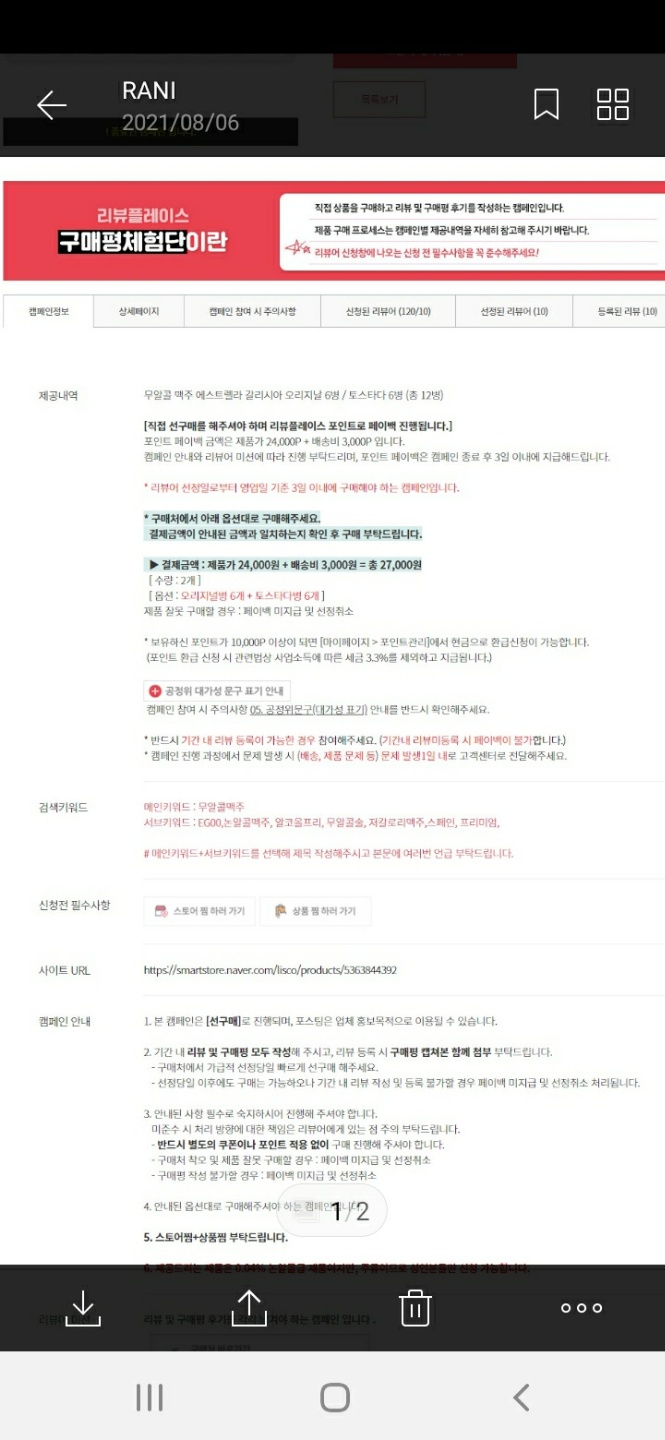 RANI
2021/08/06
목록보기
리뷰플레이스
구매평체험단이란
직접 상품을 구매하고 리뷰 및 구매평 후기를 작성하는 캠페인입니다.
제품 구매 프로세스는 캠페인별 제공내역을 자세히 참고해 주시기 바랍니다.
리뷰어 신청창에 나오는 신청 전 필수사항을 꼭 준수해주세요!
캠페인정보 상세페이지 캠페인 참여 시 주의사항 신청된 리뷰어 (120/10) 선정된 리뷰어 (10) 등록된 리뷰 (10)
제공내역 무알콜 맥주 에스트렐라 갈리시아 오리지날 6병 / 토스타다 6병 (총 12병)
[직접 선구매를 해주셔야 하며 리뷰플레이스 포인트로 페이백 진행됩니다.]
포인트 페이백 금액은 제품가 24,000P + 배송비 3,000P 입니다.
캠페인 안내와 리뷰어 미션에 따라 진행 부탁드리며, 포인트 페이백은 캠페인 종료 후 3일 이내에 지급해드립니다.
* 리뷰어 선정일로부터 영업일 기준 3일 이내에 구매해야 하는 캠페인입니다.
* 구매처에서 아래 옵션대로 구매해주세요.
결제금액이 안내된 금액과 일치하는지 확인 후 구매 부탁드립니다.
▶ 결제금액 : 제품가 24,000원 + 배송비 3,000원 = 총 27,000원
[ 수량 : 2개 ]
[ 옵션 : 오리지널병 6개 + 토스타다병 6개 ]
제품 잘못 구매할 경우 : 페이백 미지급 및 선정취소
* 보유하신 포인트가 10,000P 이상이 되면 [마이페이지 > 포인트관리]에서 현금으로 환급신청이 가능합니다.
(포인트 환급 신청 시 관련법상 사업소득에 따른 세금 3.3%를 제외하고 지급됩니다.)
공정위 대가성 문구 표기 안내
캠페인 참여 시 주의사항 05. 공정위문구(대가성 표기) 안내를 반드시 확인해주세요.
* 반드시 기간 내 리뷰 등록이 가능한 경우 참여해주세요. (기간내 리뷰미등록 시 페이백이 불가합니다.)
* 캠페인 진행 과정에서 문제 발생 시 (배송, 제품 문제 등) 문제 발생1일 내로 고객센터로 전달해주세요.
검색키워드 메인키워드 : 무알콜맥주
서브키워드 : EG00,논알콜맥주, 알코올프리, 무알콜술, 저칼로리맥주,스페인, 프리미엄,
# 메인키워드+서브키워드를 선택해 제목 작성해주시고 본문에 여러번 언급 부탁드립니다.
신청전 필수사항 스토어 찜 하러 가기 상품 찜 하러 가기
사이트 URL https://smartstore.naver.com/lisco/products/5363844392
캠페인 안내 1. 본 캠페인은 [선구매]로 진행되며, 포스팅은 업체 홍보목적으로 이용될 수 있습니다.
2. 기간 내 리뷰 및 구매평 모두 작성해 주시고, 리뷰 등록 시 구매평 캡쳐본 함께 첨부 부탁드립니다.
- 구매처에서 가급적 선정당일 빠르게 선구매 해주세요.
- 선정당일 이후에도 구매는 가능하오나 기간 내 리뷰 작성 및 등록 불가할 경우 페이백 미지급 및 선정취소 처리됩니다.
3. 안내된 사항 필수로 숙지하시어 진행해 주셔야 합니다.
미준수 시 처리 방향에 대한 책임은 리뷰어에게 있는 점 주의 부탁드립니다.
- 반드시 별도의 쿠폰이나 포인트 적용 없이 구매 진행해 주셔야 합니다.
- 구매처 착오 및 제품 잘못 구매할 경우 : 페이백 미지급 및 선정취소
- 구매평 작성 불가할 경우 : 페이백 미지급 및 선정취소
4. 안내된 옵션대로 구매해주셔야 하는 캠페인입니다.
1/2
5. 스토어찜+상품찜 부탁드립니다.
6. 제공드리는 제품은 0.04% 논알콜콜 제품이지만, 주류이므로 성인분들만 신청 가능합니다.
리뷰 및 구매평 후기를 남겨야 하는 캠페인 입니다.